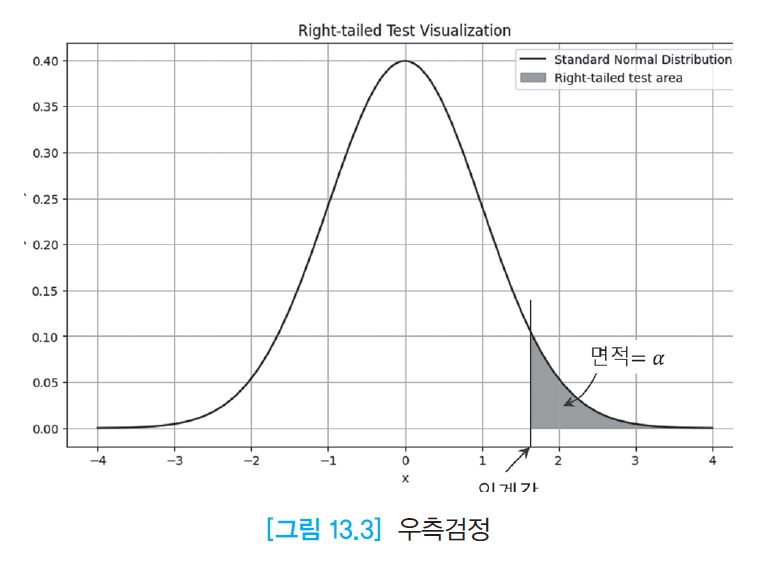 Right-tailed Test Visualization
Standard Normal Distribution
Right-tailed test area
0.40
0.35
0.30
0.25
0.20
0.15
0.10
0.05
0.00
면적= α
−4 −3 −2 −1 0 1 2 3 4
x
[그림 13.3] 우측검정